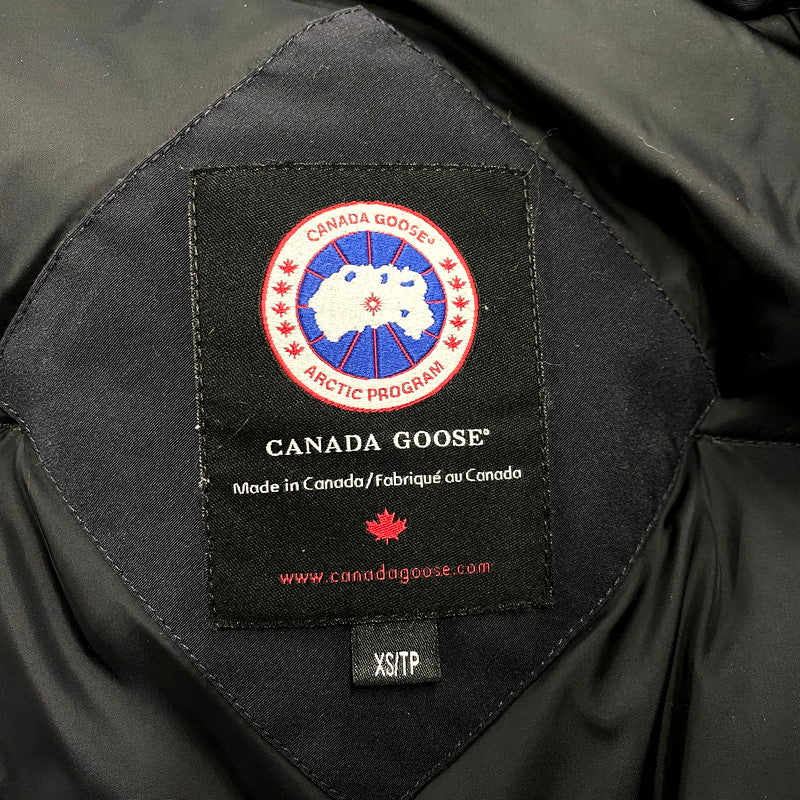 CANADA GOOSE®
ARCTIC PROGRAM
CANADA GOOSE®
Made in Canada/Fabriqué au Canada
www.canadagoose.com
XS/TP